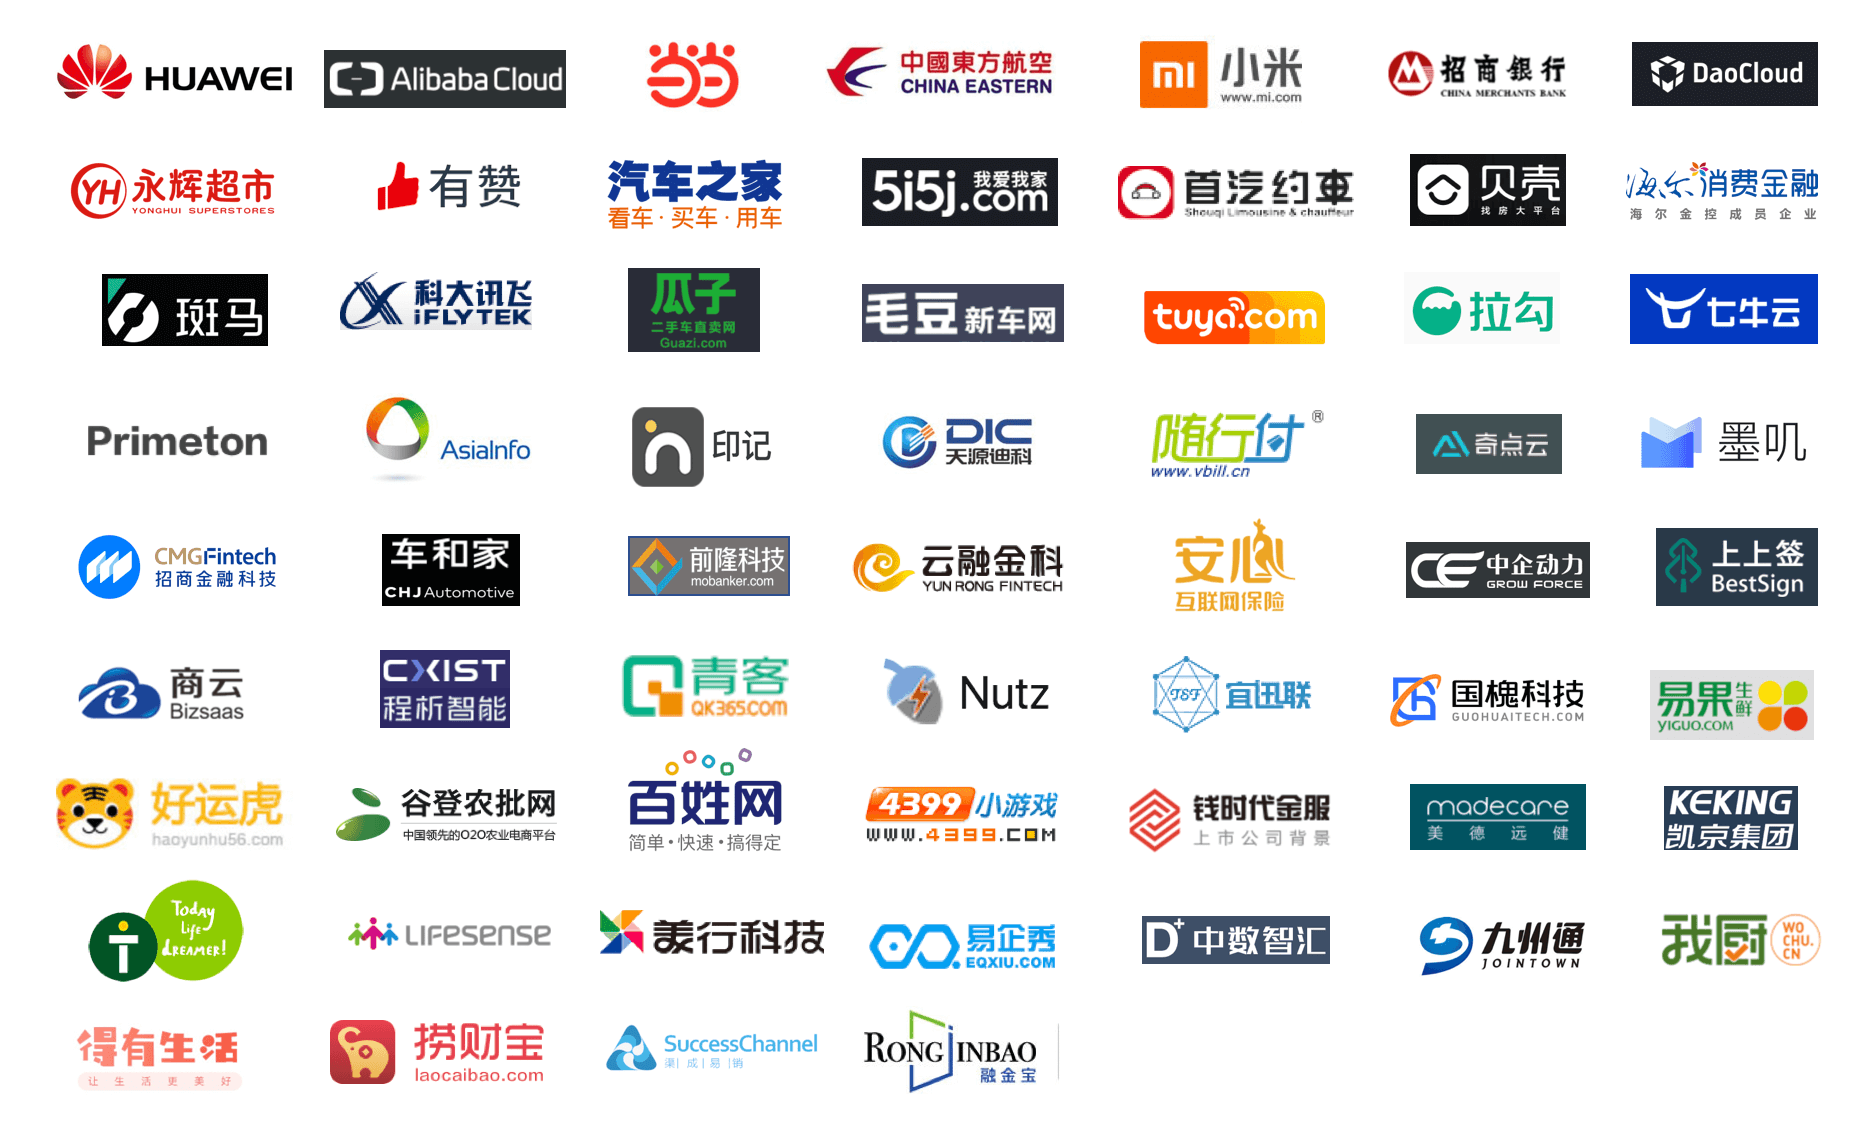 HUAWEI
Alibaba Cloud
当当
中國東方航空
CHINA EASTERN
mi
小米
www.mi.com
招商银行
CHINA MERCHANTS BANK
DaoCloud
YH
永辉超市
YONGHUI SUPERSTORES
有赞
汽车之家
看车·买车·用车
5i5j.com
我爱我家
首汽约車
Shouqi Limousine & chauffeur
贝壳
找房大平台
海尔消费金融
海尔金控成员企业
斑马
科大讯飞
iFLYTEK
瓜子
二手车直卖网
Guazi.com
毛豆新车网
tuya.com
拉勾
七牛云
Primeton
AsiaInfo
印记
DIC
天源迪科
随行付®
www.vbill.cn
奇点云
墨叽
CMGFintech
招商金融科技
车和家
CHJ Automotive
前隆科技
mobanker.com
云融金科
YUN RONG FINTECH
安心
互联网保险
CE
中企动力
GROW FORCE
上上签
BestSign
商云
Bizsaas
CXIST
程析智能
青客
QK365.COM
Nutz
T&F
宜迅联
国槐科技
GUOHUAITECH.COM
易果生鲜
YIGUO.COM
好运虎
haoyunhu56.com
谷登农批网
中国领先的O2O农业电商平台
百姓网
简单·快速·搞得定
4399小游戏
WWW.4399.COM
钱时代金服
上市公司背景
madecare
美德远健
KEKING
凯京集团
T
Today
Life
dREAMER!
LIFESENSE
美行科技
易企秀
EQXIU.COM
D+
中数智汇
九州通
JOINTOWN
我厨
WO
CHU.
CN
得有生活
让生活更美好
捞财宝
laocaibao.com
SuccessChannel
渠|成|易|销
RONGJINBAO
融金宝